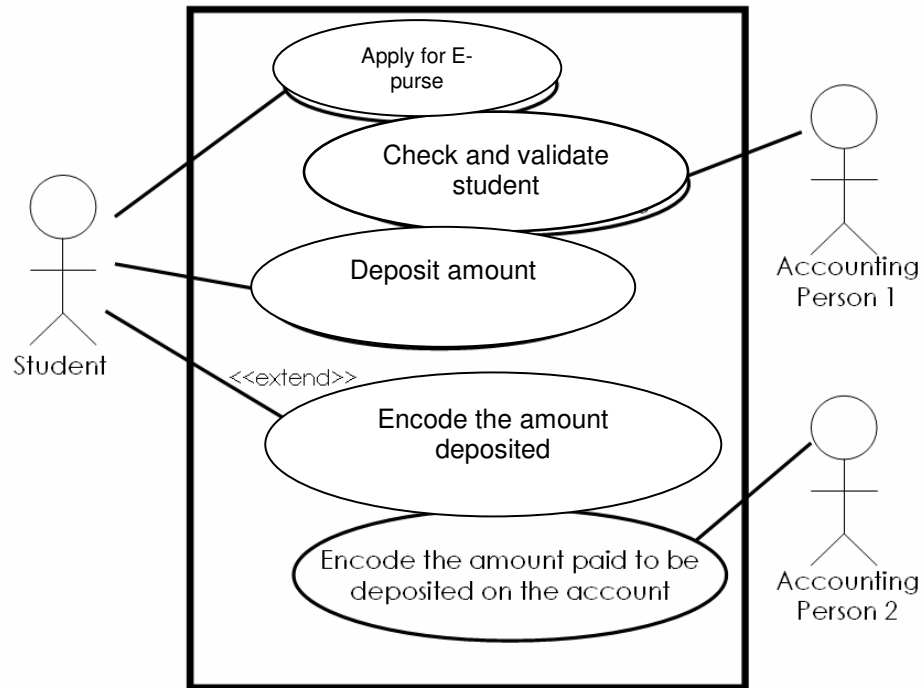 Apply for E-
purse
Check and validate
student
Accounting
Person 1
Deposit amount
Student
<<extend>>
Encode the amount
deposited
Encode the amount paid to be
deposited on the account
Accounting
Person 2